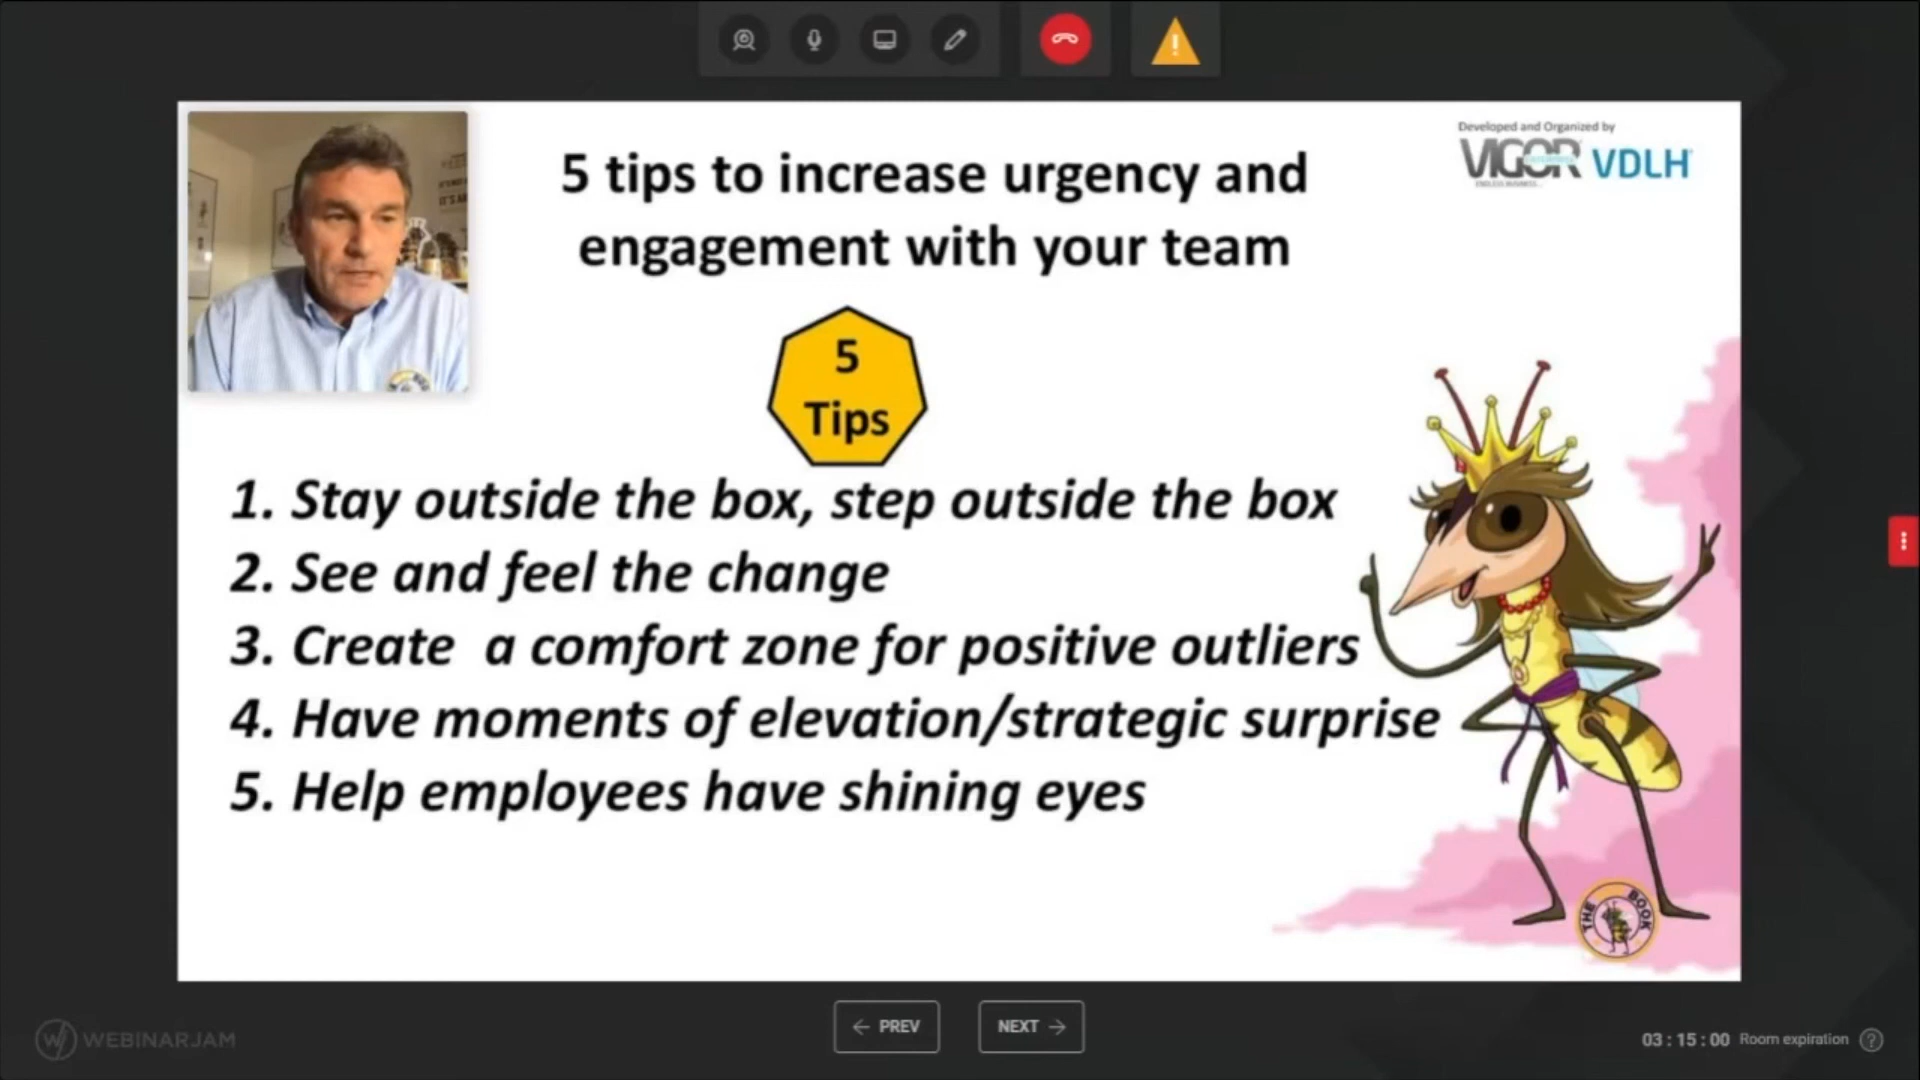 Developed and Organized by
VIGOR VDLH
5 tips to increase urgency and
engagement with your team
5
Tips
1. Stay outside the box, step outside the box
2. See and feel the change
3. Create a comfort zone for positive outliers
4. Have moments of elevation/strategic surprise
5. Help employees have shining eyes
THE BOOK
← PREV
NEXT →
WEBINARJAM
03 : 15 : 00 Room expiration ?